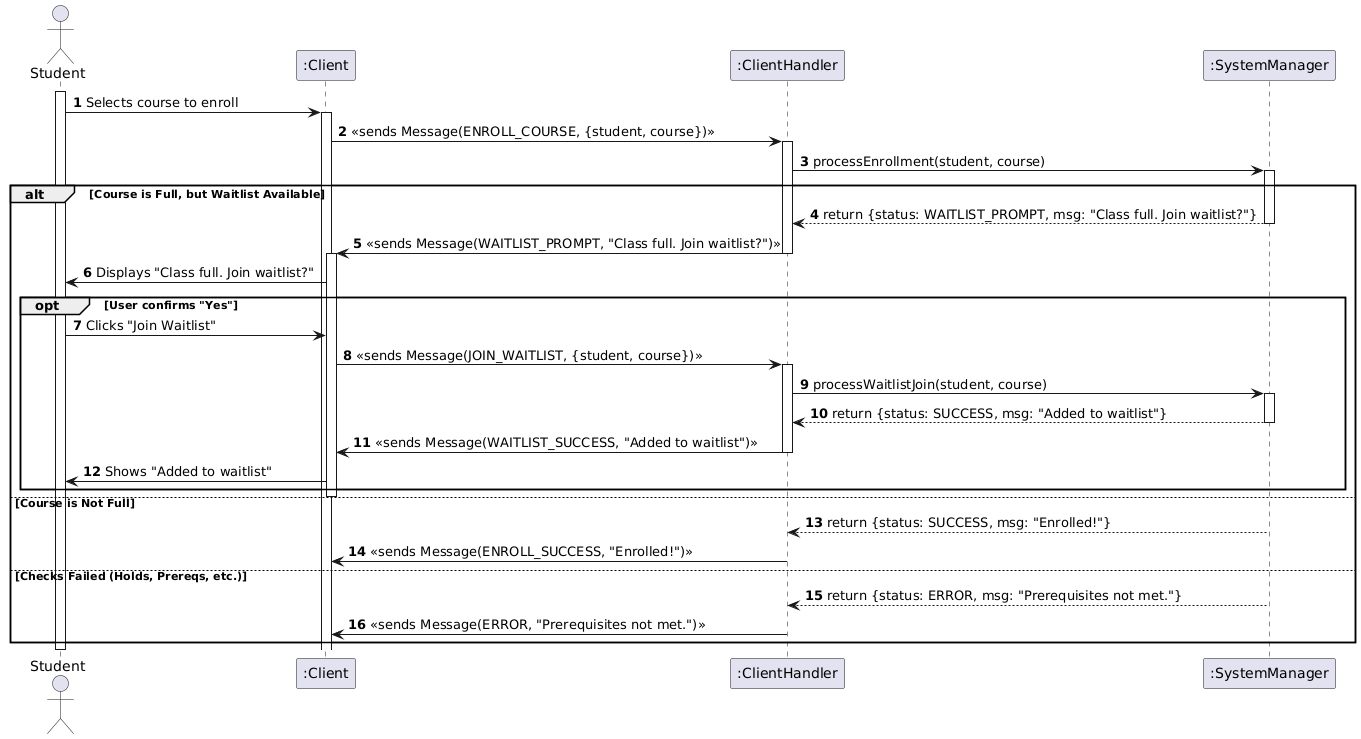 Student
:Client
:ClientHandler
:SystemManager
1 Selects course to enroll
2 «sends Message(ENROLL_COURSE, {student, course})»
3 processEnrollment(student, course)
alt [Course is Full, but Waitlist Available]
4 return {status: WAITLIST_PROMPT, msg: "Class full. Join waitlist?"}
5 «sends Message(WAITLIST_PROMPT, "Class full. Join waitlist?")»
6 Displays "Class full. Join waitlist?"
opt [User confirms "Yes"]
7 Clicks "Join Waitlist"
8 «sends Message(JOIN_WAITLIST, {student, course})»
9 processWaitlistJoin(student, course)
10 return {status: SUCCESS, msg: "Added to waitlist"}
11 «sends Message(WAITLIST_SUCCESS, "Added to waitlist")»
12 Shows "Added to waitlist"
[Course is Not Full]
13 return {status: SUCCESS, msg: "Enrolled!"}
14 «sends Message(ENROLL_SUCCESS, "Enrolled!")»
[Checks Failed (Holds, Prereqs, etc.)]
15 return {status: ERROR, msg: "Prerequisites not met."}
16 «sends Message(ERROR, "Prerequisites not met.")»
Student
:Client
:ClientHandler
:SystemManager